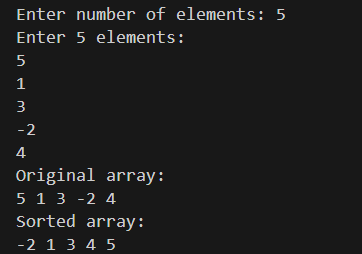 Enter number of elements: 5
Enter 5 elements:
5
1
3
-2
4
Original array:
5 1 3 -2 4
Sorted array:
-2 1 3 4 5